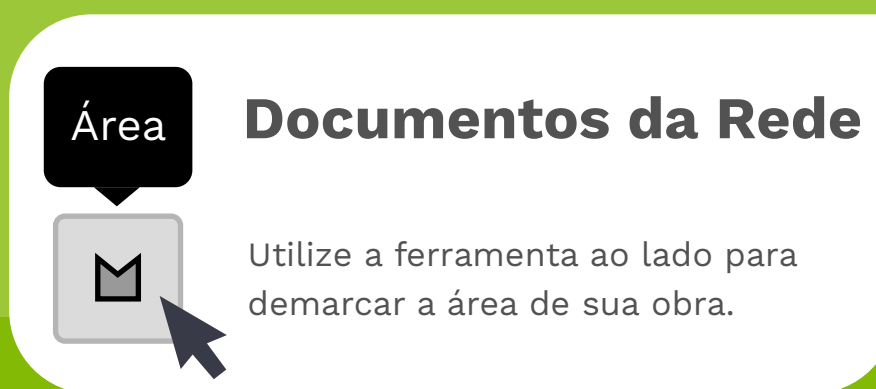 Área
Documentos da Rede
Utilize a ferramenta ao lado para
demarcar a área de sua obra.